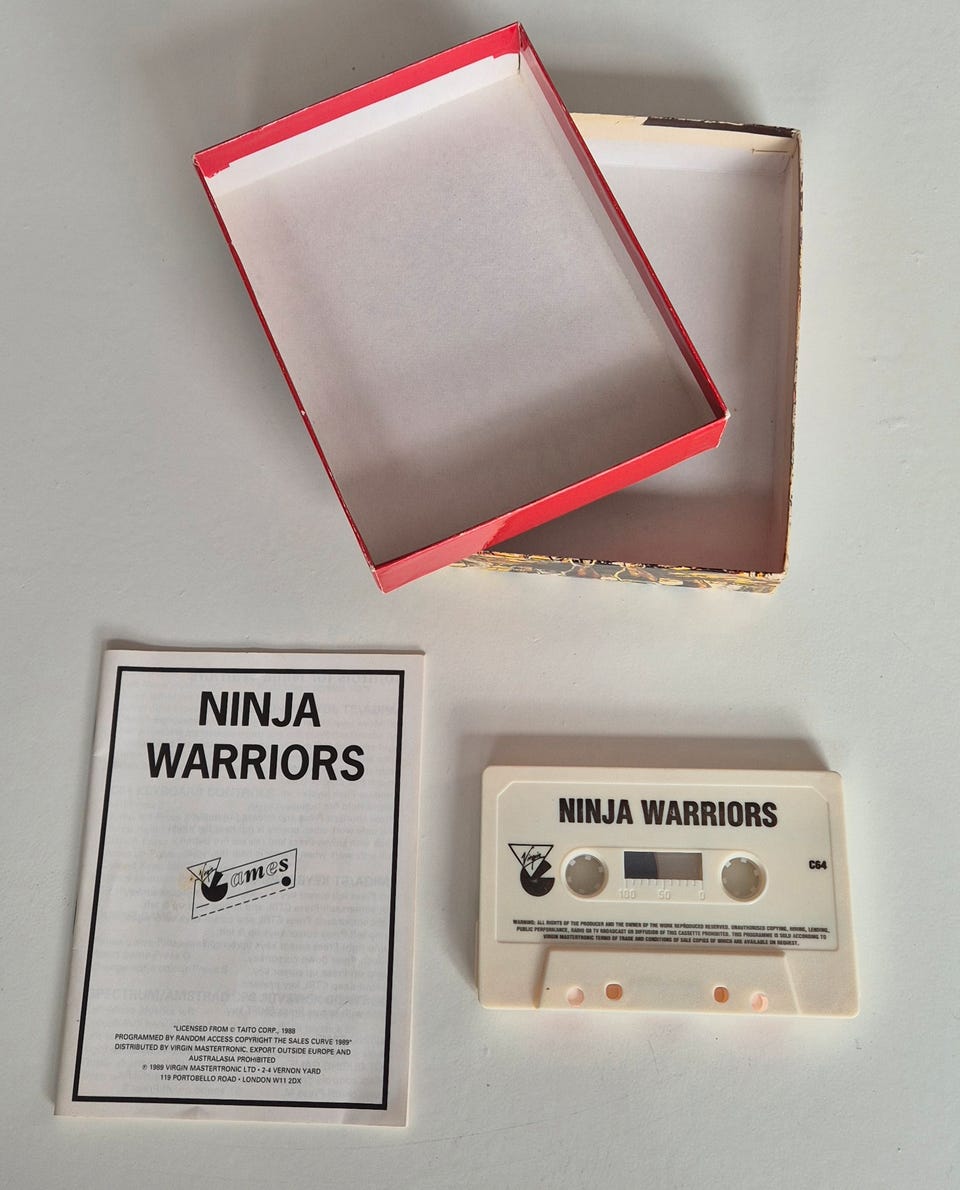 NINJA
WARRIORS
Virgin
Games
"LICENSED FROM © TAITO CORP., 1988
PROGRAMMED BY RANDOM ACCESS COPYRIGHT THE SALES CURVE 1989"
DISTRIBUTED BY VIRGIN MASTERTRONIC. EXPORT OUTSIDE EUROPE AND
AUSTRALASIA PROHIBITED
℗ 1989 VIRGIN MASTERTRONIC LTD • 2-4 VERNON YARD
119 PORTOBELLO ROAD • LONDON W11 2DX
NINJA WARRIORS
Virgin
C64
100 50 0
WARNING: ALL RIGHTS OF THE PRODUCER AND THE OWNER OF THE WORK REPRODUCED RESERVED. UNAUTHORISED COPYING, HIRING, LENDING,
PUBLIC PERFORMANCE, RADIO OR TV BROADCAST OR DIFFUSION OF THIS CASSETTE PROHIBITED. THIS PROGRAMME IS SOLD ACCORDING TO
VIRGIN MASTERTRONIC TERMS OF TRADE AND CONDITIONS OF SALE COPIES OF WHICH ARE AVAILABLE ON REQUEST.